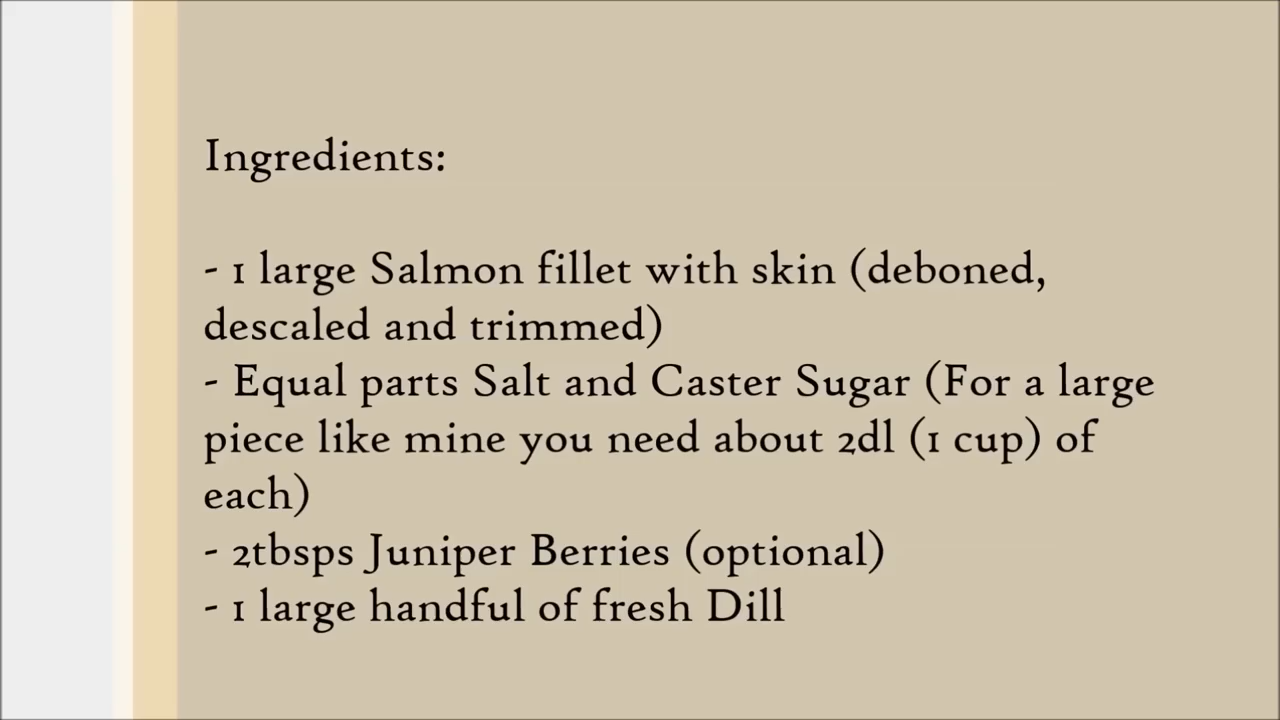 Ingredients:
- 1 large Salmon fillet with skin (deboned,
descaled and trimmed)
- Equal parts Salt and Caster Sugar (For a large
piece like mine you need about 2dl (1 cup) of
each)
- 2tbsps Juniper Berries (optional)
- 1 large handful of fresh Dill